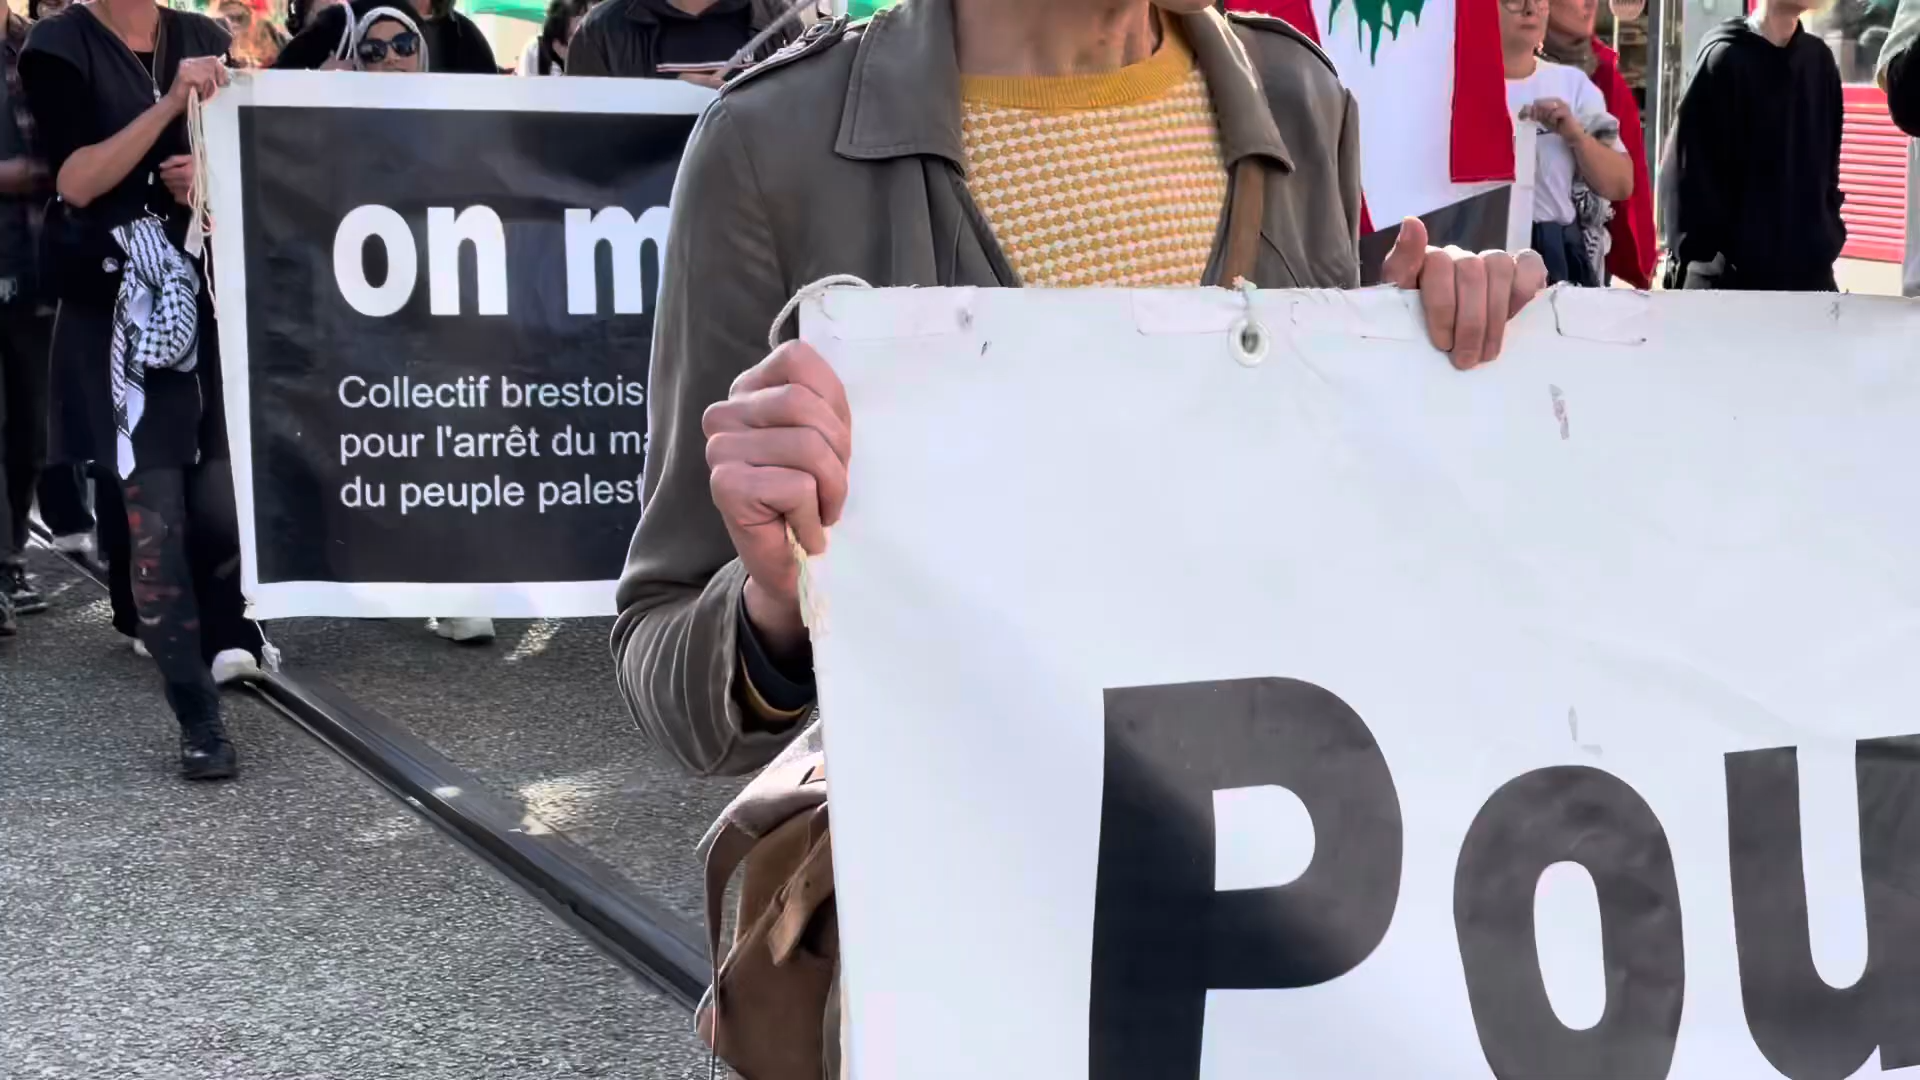 on m
Collectif brestois
pour l'arrêt du ma
du peuple palest
Pou